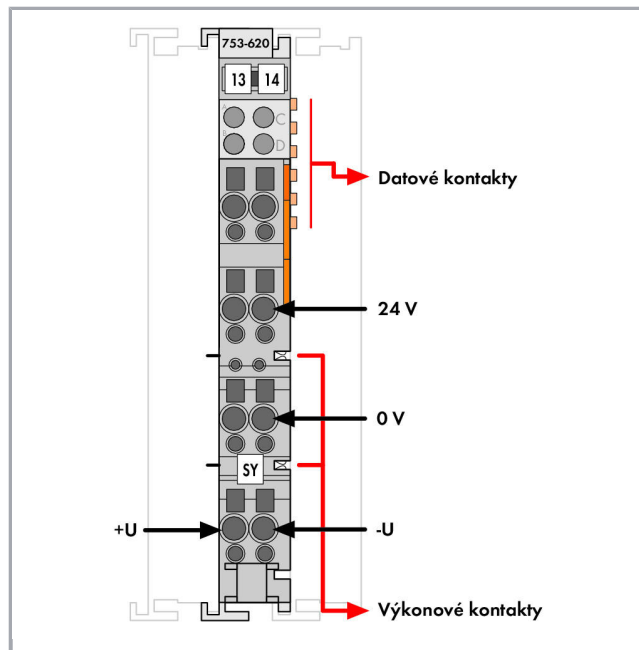 753-620
13 14
A
C
B
D
Datové kontakty
24 V
0 V
SY
+U
-U
Výkonové kontakty